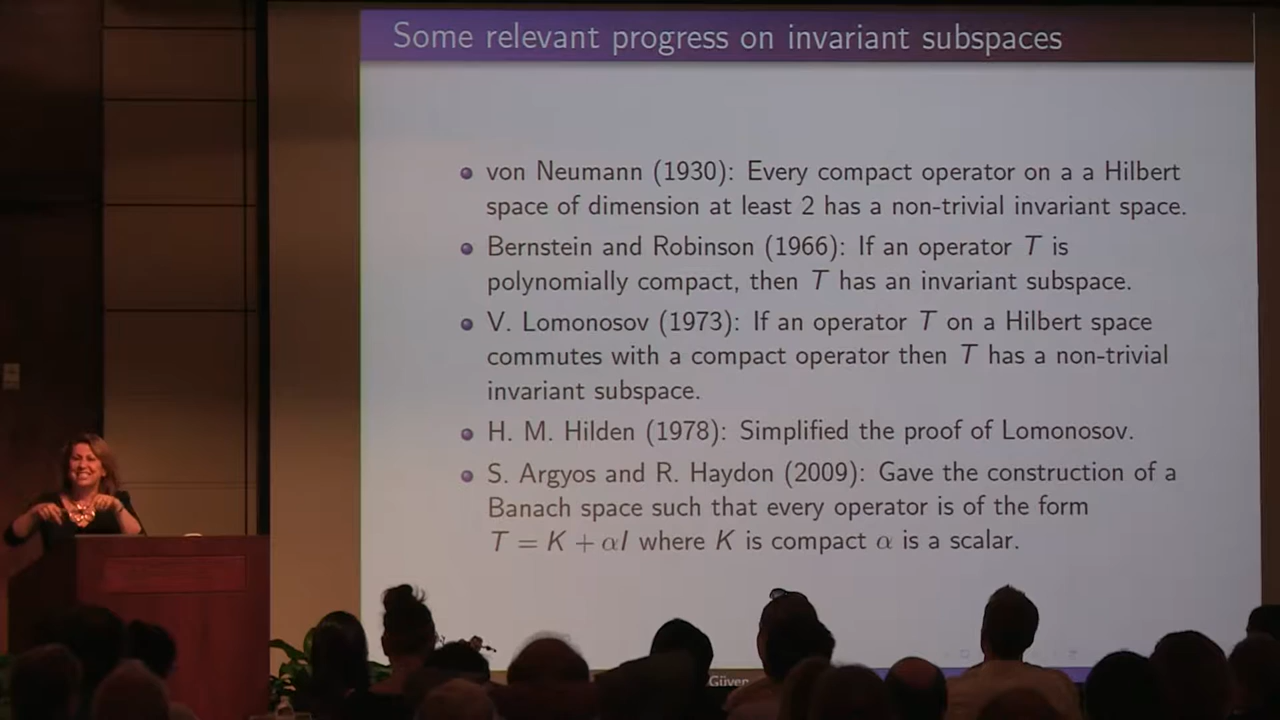 Some relevant progress on invariant subspaces
von Neumann (1930): Every compact operator on a a Hilbert
space of dimension at least 2 has a non-trivial invariant space.
Bernstein and Robinson (1966): If an operator T is
polynomially compact, then T has an invariant subspace.
V. Lomonosov (1973): If an operator T on a Hilbert space
commutes with a compact operator then T has a non-trivial
invariant subspace.
H. M. Hilden (1978): Simplified the proof of Lomonosov.
S. Argyos and R. Haydon (2009): Gave the construction of a
Banach space such that every operator is of the form
T = K + αI where K is compact α is a scalar.
Güven